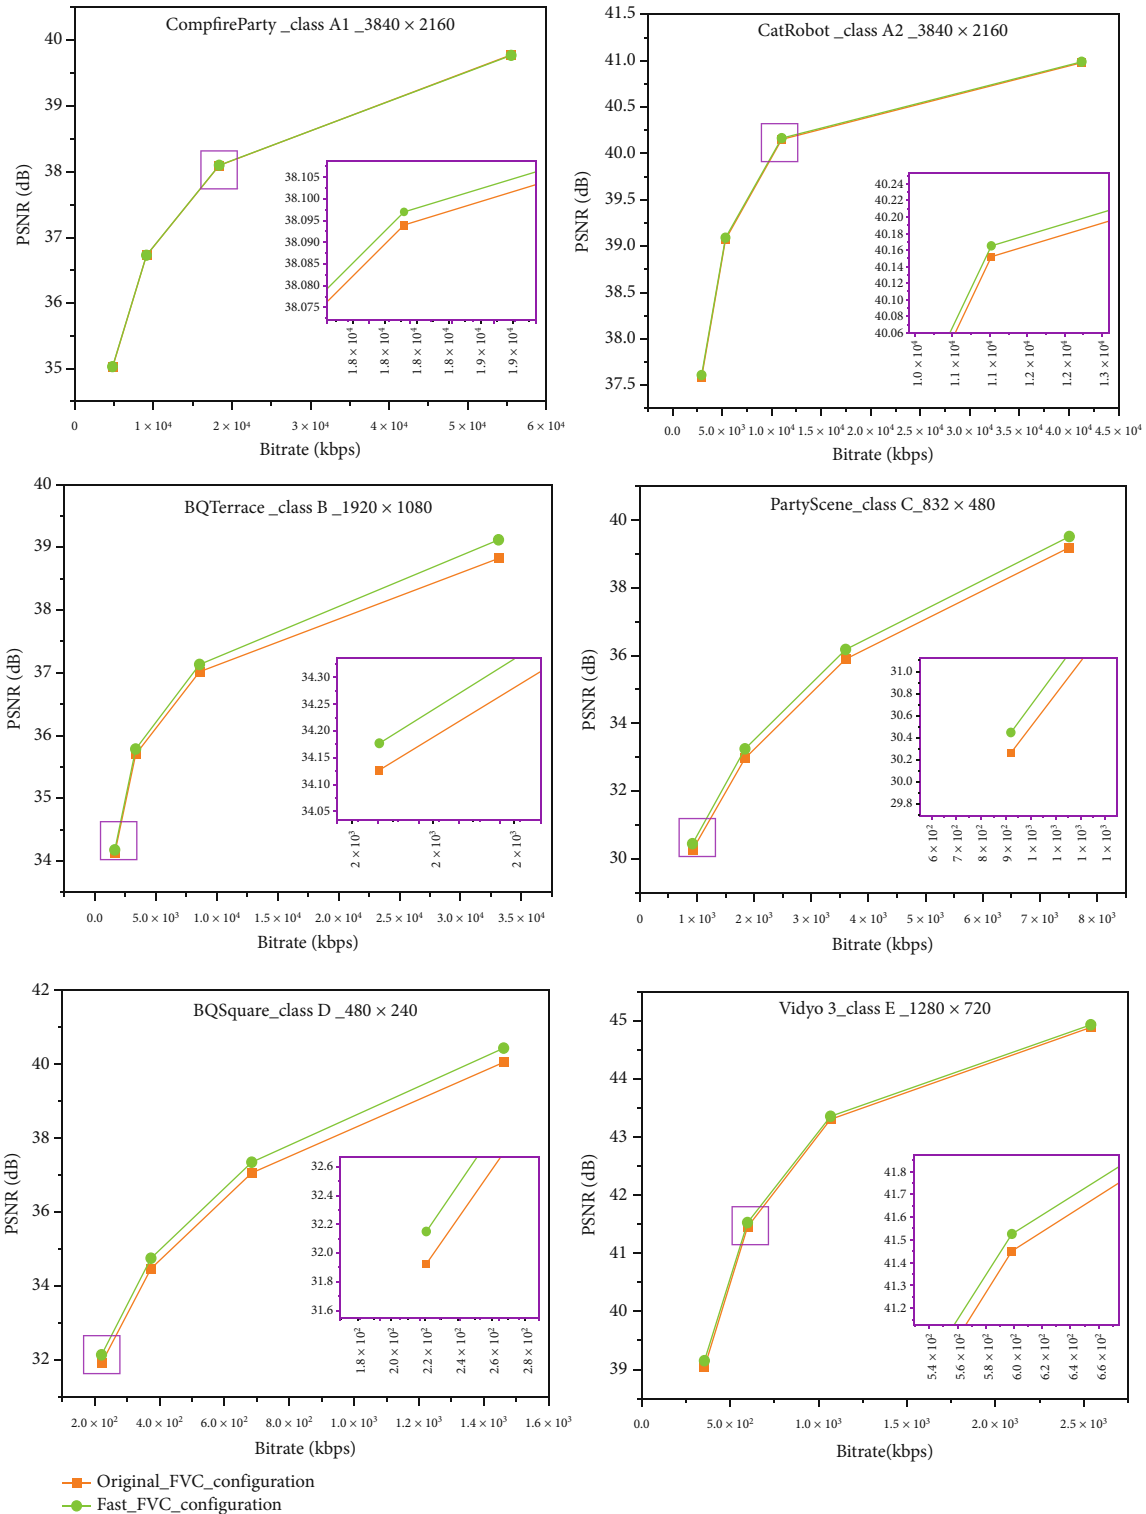 CompfireParty _class A1 _3840 × 2160
40
39
38
37
36
35
PSNR (dB)
0 1 × 10⁴ 2 × 10⁴ 3 × 10⁴ 4 × 10⁴ 5 × 10⁴ 6 × 10⁴
Bitrate (kbps)
38.105
38.100
38.095
38.090
38.085
38.080
38.075
1.8 × 10⁴ 1.8 × 10⁴ 1.8 × 10⁴ 1.8 × 10⁴ 1.9 × 10⁴ 1.9 × 10⁴
CatRobot _class A2 _3840 × 2160
41.5
41.0
40.5
40.0
39.5
39.0
38.5
38.0
37.5
PSNR (dB)
0.0 5.0 × 10³ 1.0 × 10⁴ 1.5 × 10⁴ 2.0 × 10⁴ 2.5 × 10⁴ 3.0 × 10⁴ 3.5 × 10⁴ 4.0 × 10⁴ 4.5 × 10⁴
Bitrate (kbps)
40.24
40.22
40.20
40.18
40.16
40.14
40.12
40.10
40.08
40.06
1.0 × 10⁴ 1.1 × 10⁴ 1.1 × 10⁴ 1.2 × 10⁴ 1.2 × 10⁴ 1.3 × 10⁴
BQTerrace _class B _1920 × 1080
40
39
38
37
36
35
34
PSNR (dB)
0.0 5.0 × 10³ 1.0 × 10⁴ 1.5 × 10⁴ 2.0 × 10⁴ 2.5 × 10⁴ 3.0 × 10⁴ 3.5 × 10⁴
Bitrate (kbps)
34.30
34.25
34.20
34.15
34.10
34.05
2 × 10³ 2 × 10³ 2 × 10³
PartyScene_class C_832 × 480
40
38
36
34
32
30
PSNR (dB)
0 1 × 10³ 2 × 10³ 3 × 10³ 4 × 10³ 5 × 10³ 6 × 10³ 7 × 10³ 8 × 10³
Bitrate (kbps)
31.0
30.8
30.6
30.4
30.2
30.0
29.8
6 × 10² 7 × 10² 8 × 10² 9 × 10² 1 × 10³ 1 × 10³ 1 × 10³ 1 × 10³
BQSquare_class D _480 × 240
42
40
38
36
34
32
PSNR (dB)
2.0 × 10² 4.0 × 10² 6.0 × 10² 8.0 × 10² 1.0 × 10³ 1.2 × 10³ 1.4 × 10³ 1.6 × 10³
Bitrate (kbps)
32.6
32.4
32.2
32.0
31.8
31.6
1.8 × 10² 2.0 × 10² 2.2 × 10² 2.4 × 10² 2.6 × 10² 2.8 × 10²
Vidyo 3_class E _1280 × 720
45
44
43
42
41
40
39
PSNR (dB)
0.0 5.0 × 10² 1.0 × 10³ 1.5 × 10³ 2.0 × 10³ 2.5 × 10³
Bitrate(kbps)
41.8
41.7
41.6
41.5
41.4
41.3
41.2
5.4 × 10² 5.6 × 10² 5.8 × 10² 6.0 × 10² 6.2 × 10² 6.4 × 10² 6.6 × 10²
Original_FVC_configuration
Fast_FVC_configuration